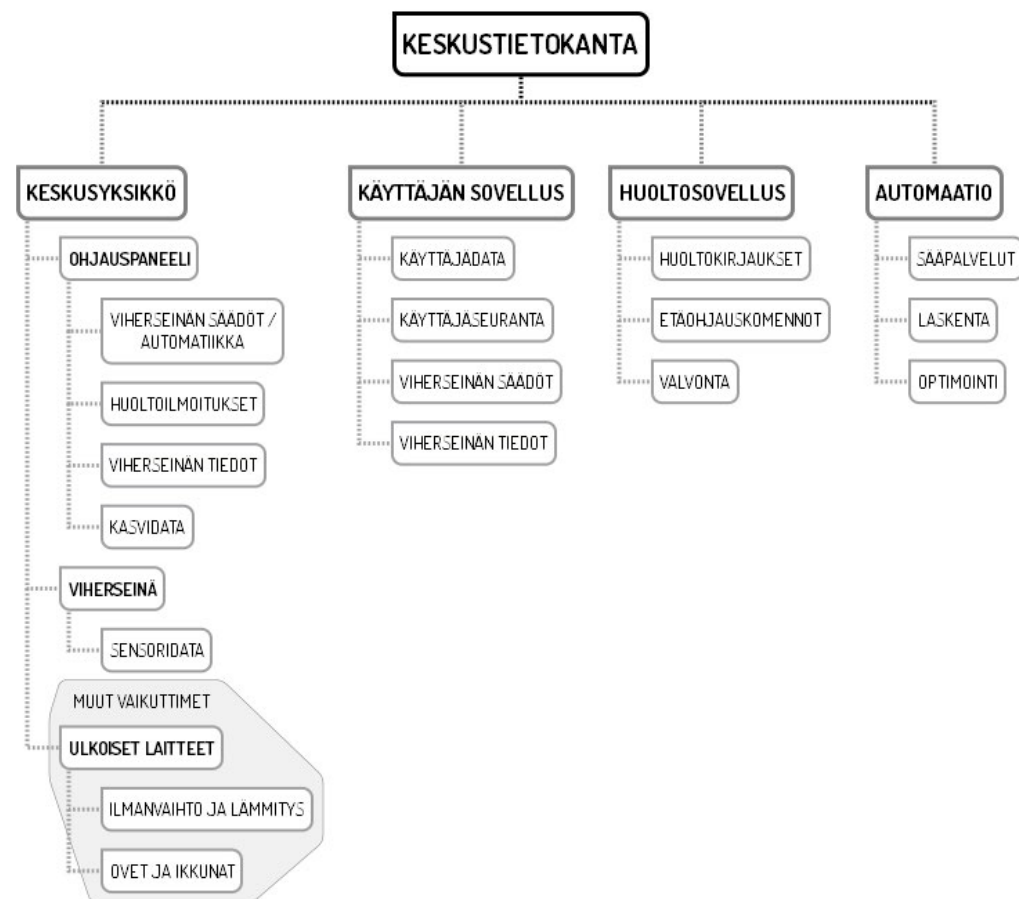 KESKUSTIETOKANTA
KESKUSYKSIKKÖ
OHJAUSPANEELI
VIHERSEINÄN SÄÄDÖT /
AUTOMATIIKKA
HUOLTOILMOITUKSET
VIHERSEINÄN TIEDOT
KASVIDATA
VIHERSEINÄ
SENSORIDATA
MUUT VAIKUTTIMET
ULKOISET LAITTEET
ILMANVAIHTO JA LÄMMITYS
OVET JA IKKUNAT
KÄYTTÄJÄN SOVELLUS
KÄYTTÄJÄDATA
KÄYTTÄJÄSEURANTA
VIHERSEINÄN SÄÄDÖT
VIHERSEINÄN TIEDOT
HUOLTOSOVELLUS
HUOLTOKIRJAUKSET
ETÄOHJAUSKOMENNOT
VALVONTA
AUTOMAATIO
SÄÄPALVELUT
LASKENTA
OPTIMOINTI